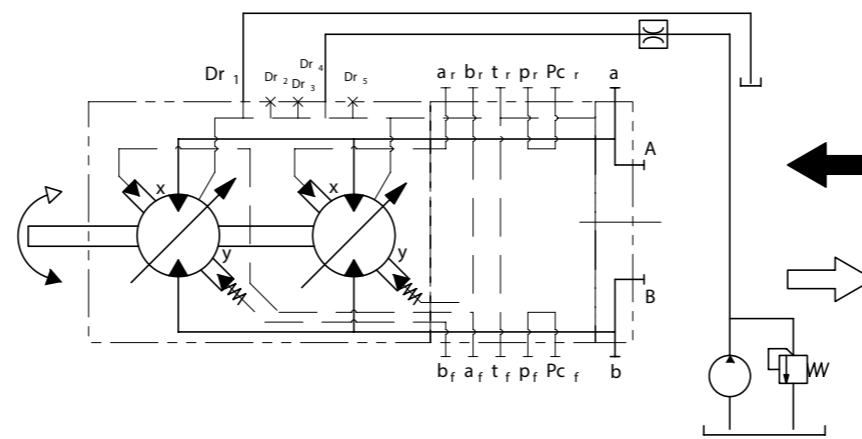 Dr 1
Dr 2
Dr 3
Dr 4
Dr 5
a r
b r
t r
p r
Pc r
a
A
x
x
y
y
B
b f
a f
t f
p f
Pc f
b